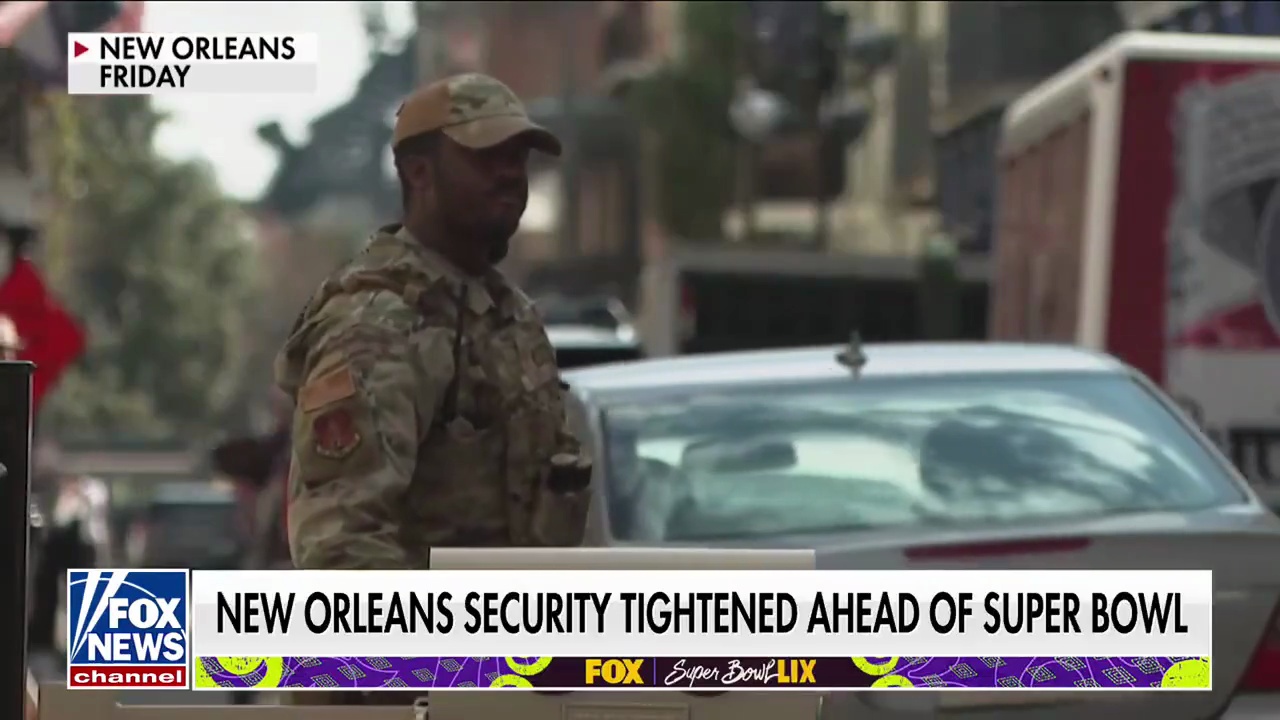 NEW ORLEANS
FRIDAY
FOX
NEWS
channel
NEW ORLEANS SECURITY TIGHTENED AHEAD OF SUPER BOWL
FOX Super Bowl LIX